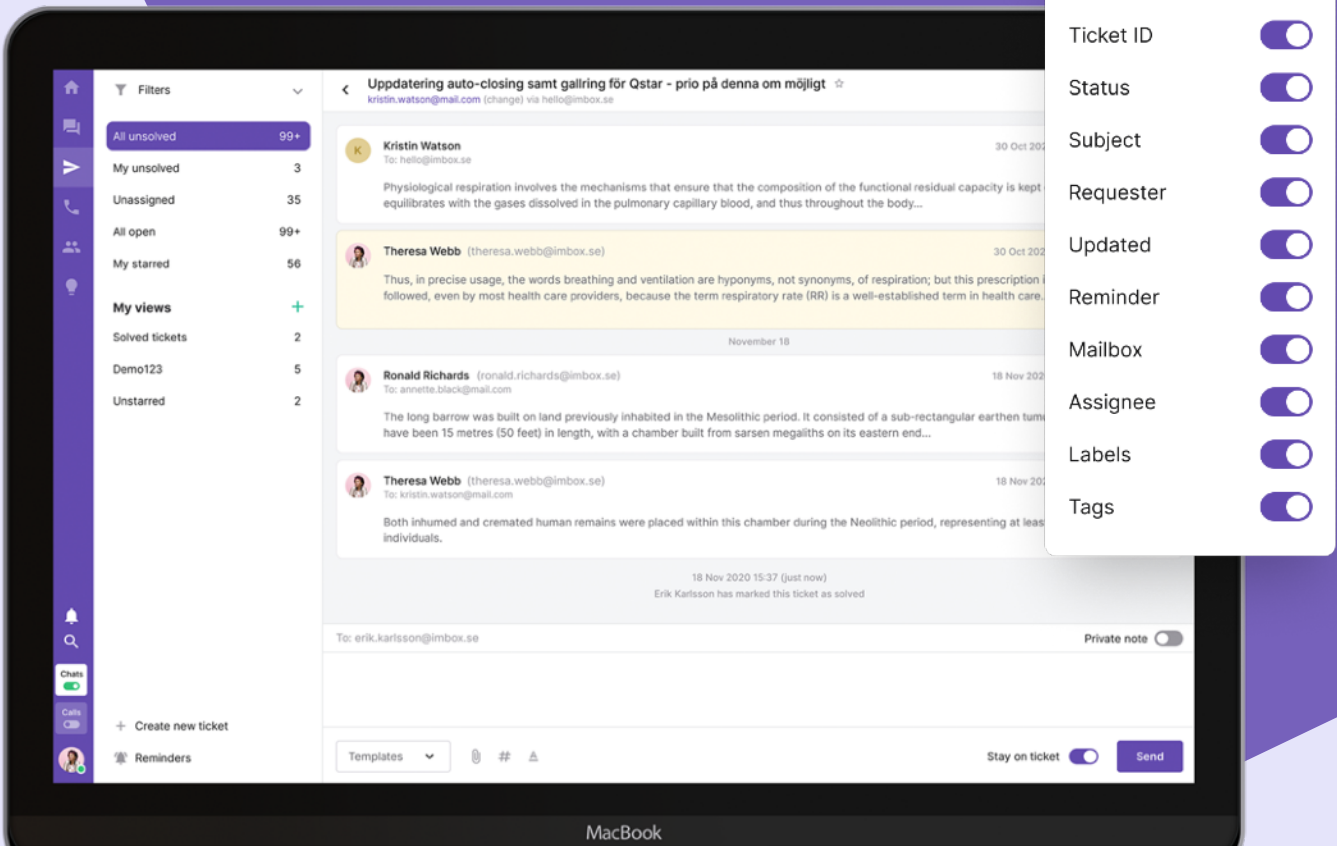 Filters
All unsolved 99+
My unsolved 3
Unassigned 35
All open 99+
My starred 56
My views +
Solved tickets 2
Demo123 5
Unstarred 2
+ Create new ticket
Reminders
Chats
Calls
Uppdatering auto-closing samt gallring för Qstar - prio på denna om möjligt
kristin.watson@mail.com (change) via hello@imbox.se
K
Kristin Watson 30 Oct 202
To: hello@imbox.se
Physiological respiration involves the mechanisms that ensure that the composition of the functional residual capacity is kept
equilibrates with the gases dissolved in the pulmonary capillary blood, and thus throughout the body...
Theresa Webb (theresa.webb@imbox.se) 30 Oct 202
Thus, in precise usage, the words breathing and ventilation are hyponyms, not synonyms, of respiration; but this prescription i
followed, even by most health care providers, because the term respiratory rate (RR) is a well-established term in health care.
November 18
Ronald Richards (ronald.richards@imbox.se) 18 Nov 202
To: annette.black@mail.com
The long barrow was built on land previously inhabited in the Mesolithic period. It consisted of a sub-rectangular earthen tumu
have been 15 metres (50 feet) in length, with a chamber built from sarsen megaliths on its eastern end...
Theresa Webb (theresa.webb@imbox.se) 18 Nov 202
To: kristin.watson@mail.com
Both inhumed and cremated human remains were placed within this chamber during the Neolithic period, representing at leas
individuals.
18 Nov 2020 15:37 (just now)
Erik Karlsson has marked this ticket as solved
To: erik.karlsson@imbox.se
Private note
Templates
#
A
Stay on ticket
Send
Ticket ID
Status
Subject
Requester
Updated
Reminder
Mailbox
Assignee
Labels
Tags
MacBook